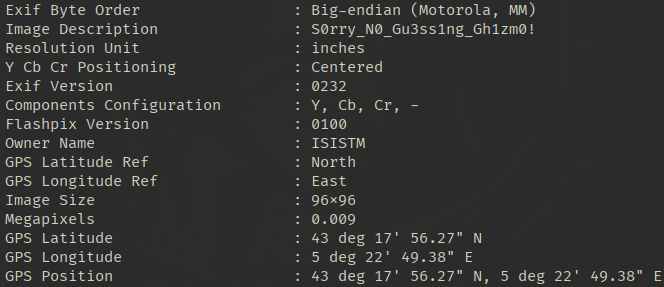 Exif Byte Order : Big-endian (Motorola, MM)
Image Description : S0rry_N0_Gu3ss1ng_Gh1zm0!
Resolution Unit : inches
Y Cb Cr Positioning : Centered
Exif Version : 0232
Components Configuration : Y, Cb, Cr, -
Flashpix Version : 0100
Owner Name : ISISTM
GPS Latitude Ref : North
GPS Longitude Ref : East
Image Size : 96×96
Megapixels : 0.009
GPS Latitude : 43 deg 17' 56.27" N
GPS Longitude : 5 deg 22' 49.38" E
GPS Position : 43 deg 17' 56.27" N, 5 deg 22' 49.38" E